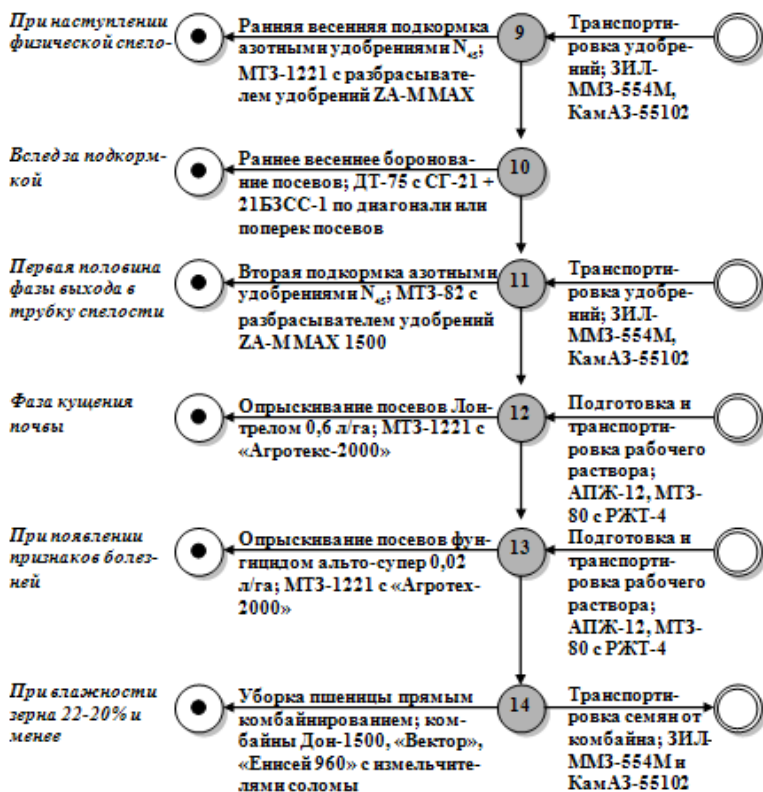 При наступлении
физической спело-
Ранняя весенняя подкормка
азотными удобрениями N₄₅;
МТЗ-1221 с разбрасывате-
лем удобрений ZA-M MAX
9
Транспорти-
ровка удобре-
ний; ЗИЛ-
ММЗ-554М,
КамАЗ-55102
Вслед за подкорм-
кой
Раннее весеннее боронова-
ние посевов; ДТ-75 с СГ-21 +
21БЗСС-1 по диагонали или
поперек посевов
10
Первая половина
фазы выхода в
трубку спелости
Вторая подкормка азотными
удобрениями N₄₅; МТЗ-82 с
разбрасывателем удобрений
ZA-M MAX 1500
11
Транспорти-
ровка удобре-
ний; ЗИЛ-
ММЗ-554М,
КамАЗ-55102
Фаза кущения
почвы
Опрыскивание посевов Лон-
трелом 0,6 л/га; МТЗ-1221 с
«Агротекс-2000»
12
Подготовка и
транспорти-
ровка рабочего
раствора;
АПЖ-12, МТЗ-
80 с РЖТ-4
При появлении
признаков болез-
ней
Опрыскивание посевов фун-
гицидом альто-супер 0,02
л/га; МТЗ-1221 с «Агротех-
2000»
13
Подготовка и
транспорти-
ровка рабочего
раствора;
АПЖ-12, МТЗ-
80 с РЖТ-4
При влажности
зерна 22-20% и
менее
Уборка пшеницы прямым
комбайнированием; ком-
байны Дон-1500, «Вектор»,
«Енисей 960» с измельчите-
лями соломы
14
Транспорти-
ровка семян от
комбайна; ЗИЛ-
ММЗ-554М и
КамАЗ-55102